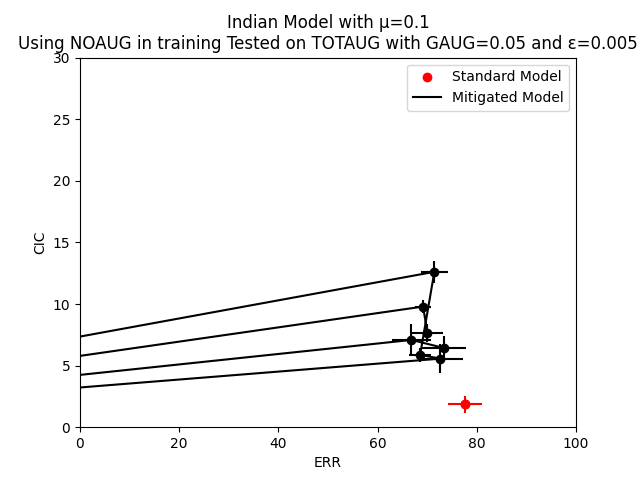 Indian Model with μ=0.1
Using NOAUG in training Tested on TOTAUG with GAUG=0.05 and ε=0.005
30
25
20
15
10
5
0
CIC
Standard Model
Mitigated Model
0 20 40 60 80 100
ERR